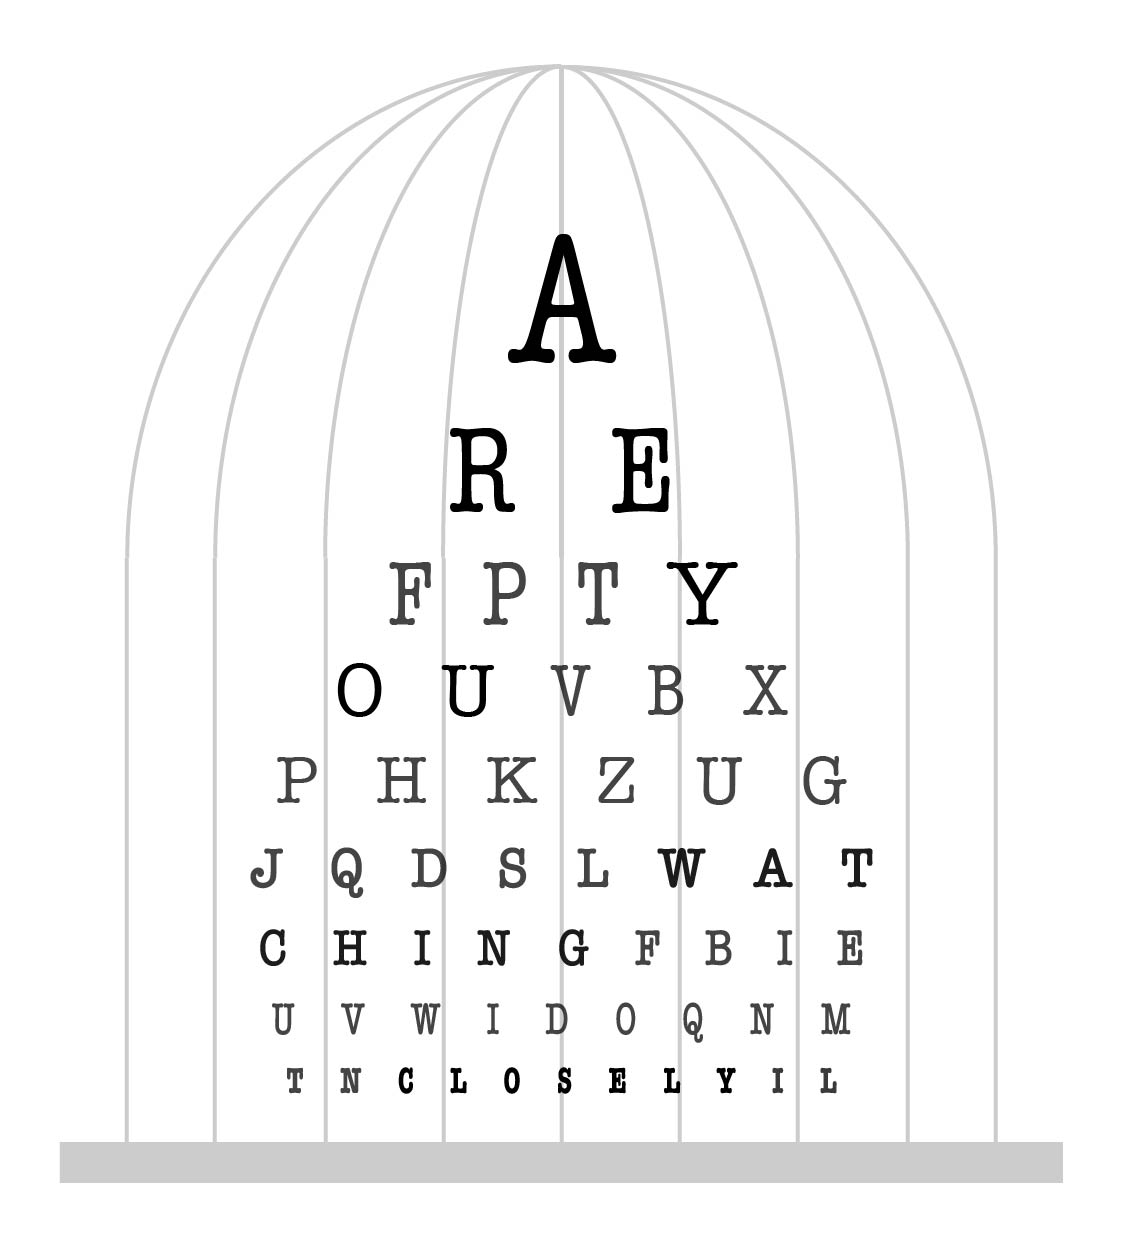 A
R E
F P T Y
O U V B X
P H K Z U G
J Q D S L W A T
C H I N G F B I E
U V W I D O Q N M
T N C L O S E L Y I L